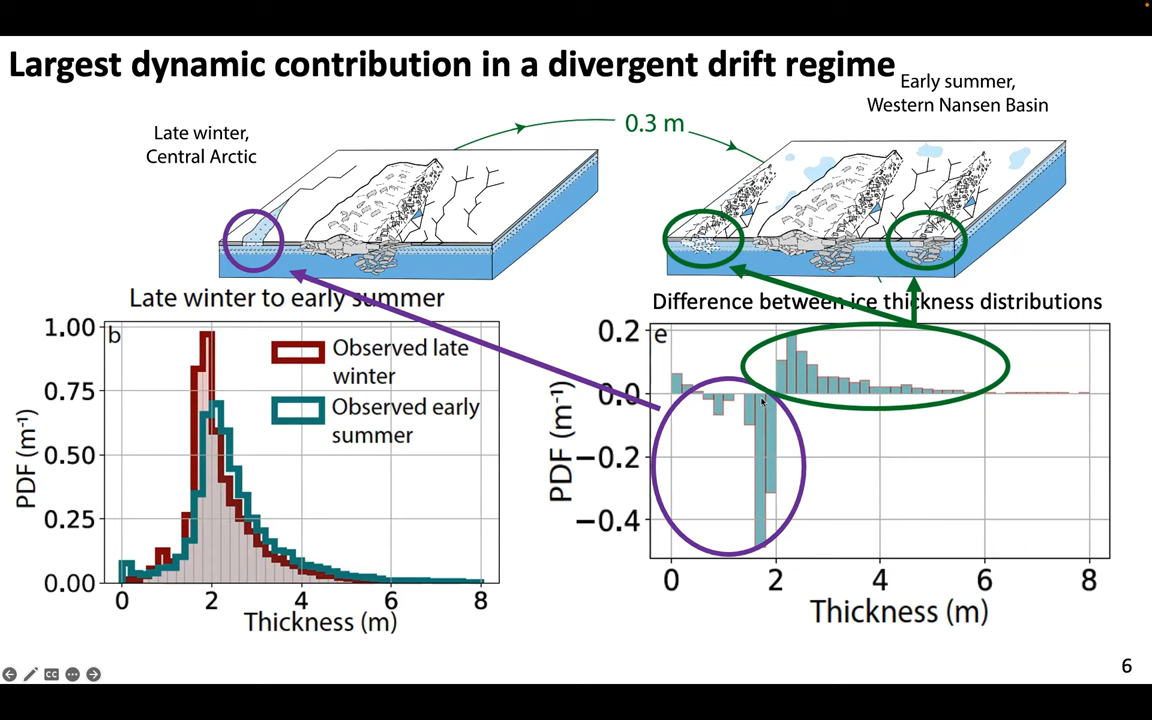 Largest dynamic contribution in a divergent drift regime
Early summer,
Western Nansen Basin
Late winter,
Central Arctic
0.3 m
Late winter to early summer
Difference between ice thickness distributions
b
1.00
0.75
0.50
0.25
0.00
PDF (m⁻¹)
Observed late
winter
Observed early
summer
0 2 4 6 8
Thickness (m)
e
0.2
0.0
−0.2
−0.4
PDF (m⁻¹)
0 2 4 6 8
Thickness (m)
CC
6